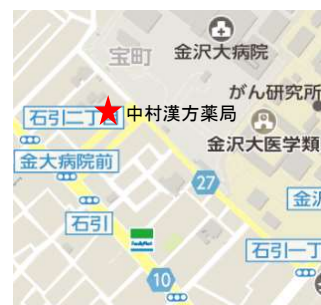 宝町
金沢大病院
がん研究所
石引二丁目
中村漢方薬局
金沢大医学類
金大病院前
27
石引
FamilyMart
石引一丁
10